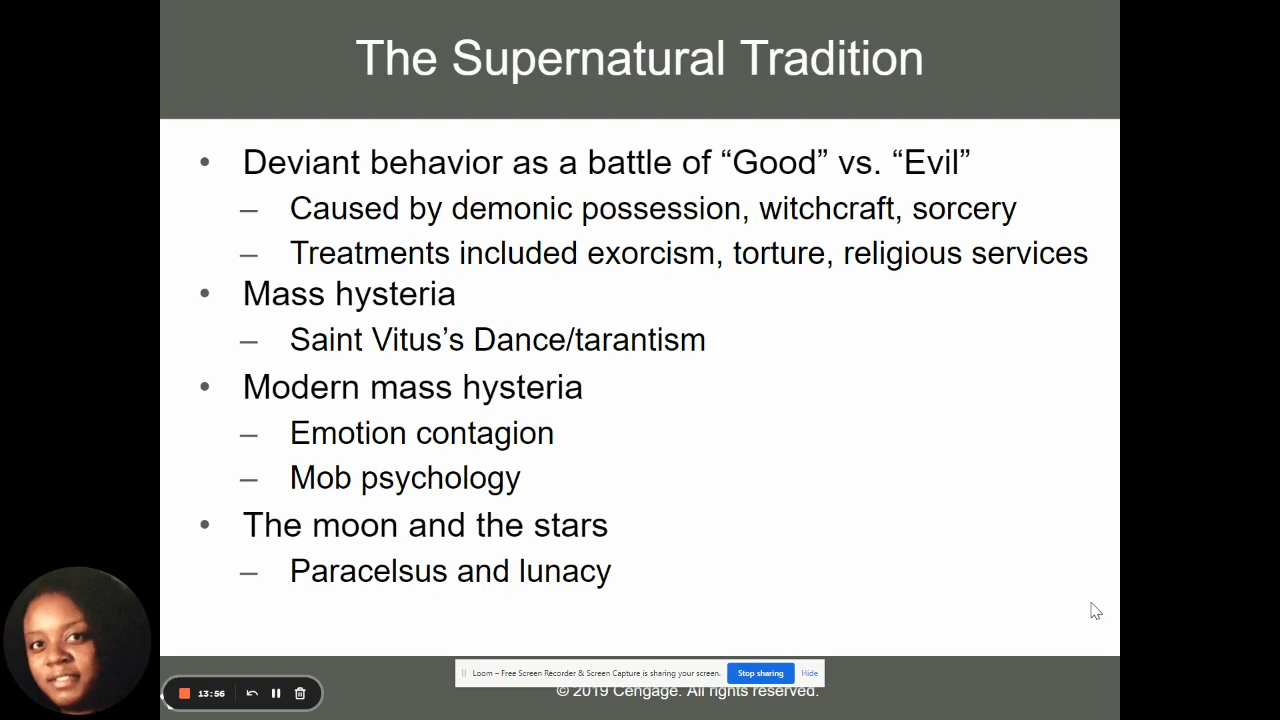 The Supernatural Tradition
• Deviant behavior as a battle of “Good” vs. “Evil”
– Caused by demonic possession, witchcraft, sorcery
– Treatments included exorcism, torture, religious services
• Mass hysteria
– Saint Vitus’s Dance/tarantism
• Modern mass hysteria
– Emotion contagion
– Mob psychology
• The moon and the stars
– Paracelsus and lunacy
Loom – Free Screen Recorder & Screen Capture is sharing your screen. Stop sharing Hide
© 2019 Cengage. All rights reserved.
13:56